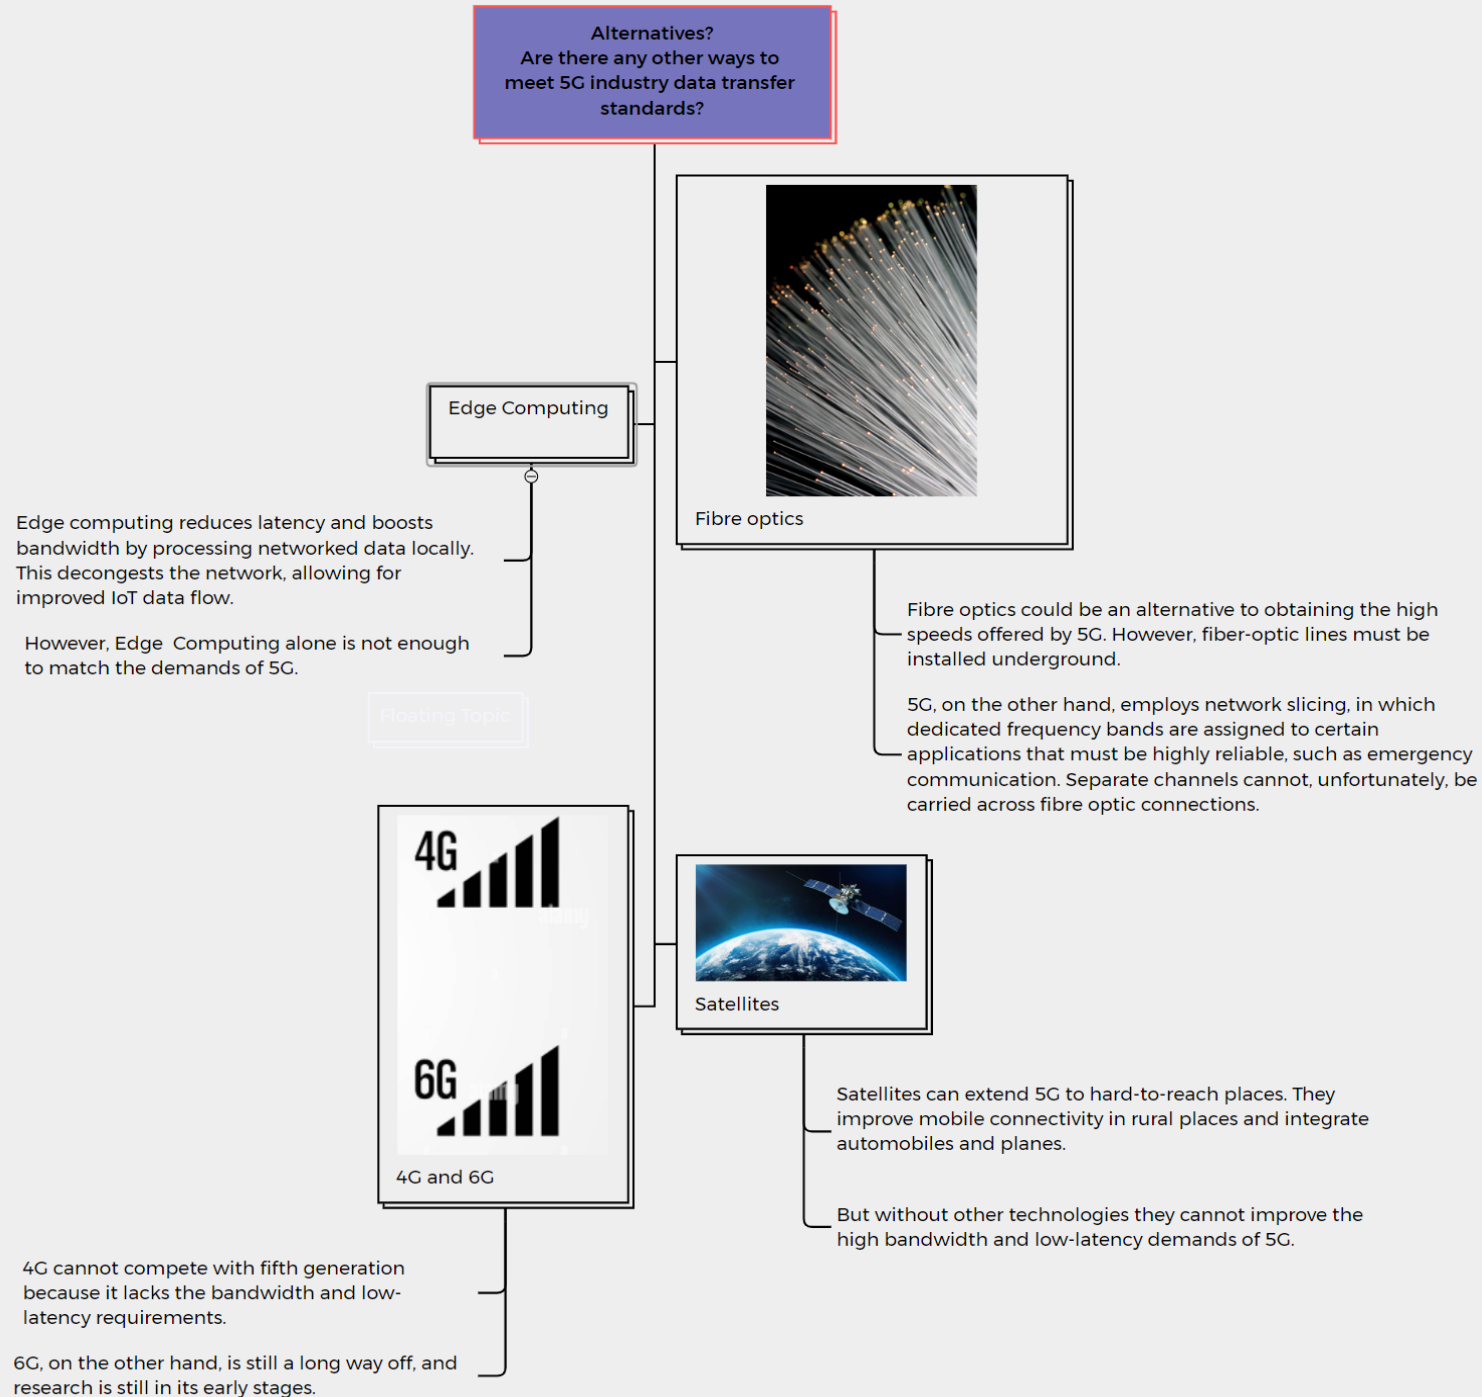 Alternatives?
Are there any other ways to
meet 5G industry data transfer
standards?
Fibre optics
Edge Computing
Edge computing reduces latency and boosts
bandwidth by processing networked data locally.
This decongests the network, allowing for
improved IoT data flow.
However, Edge  Computing alone is not enough
to match the demands of 5G.
Fibre optics could be an alternative to obtaining the high
speeds offered by 5G. However, fiber-optic lines must be
installed underground.
5G, on the other hand, employs network slicing, in which
dedicated frequency bands are assigned to certain
applications that must be highly reliable, such as emergency
communication. Separate channels cannot, unfortunately, be
carried across fibre optic connections.
Floating Topic
4G
6G
4G and 6G
Satellites
Satellites can extend 5G to hard-to-reach places. They
improve mobile connectivity in rural places and integrate
automobiles and planes.
But without other technologies they cannot improve the
high bandwidth and low-latency demands of 5G.
4G cannot compete with fifth generation
because it lacks the bandwidth and low-
latency requirements.
6G, on the other hand, is still a long way off, and
research is still in its early stages.